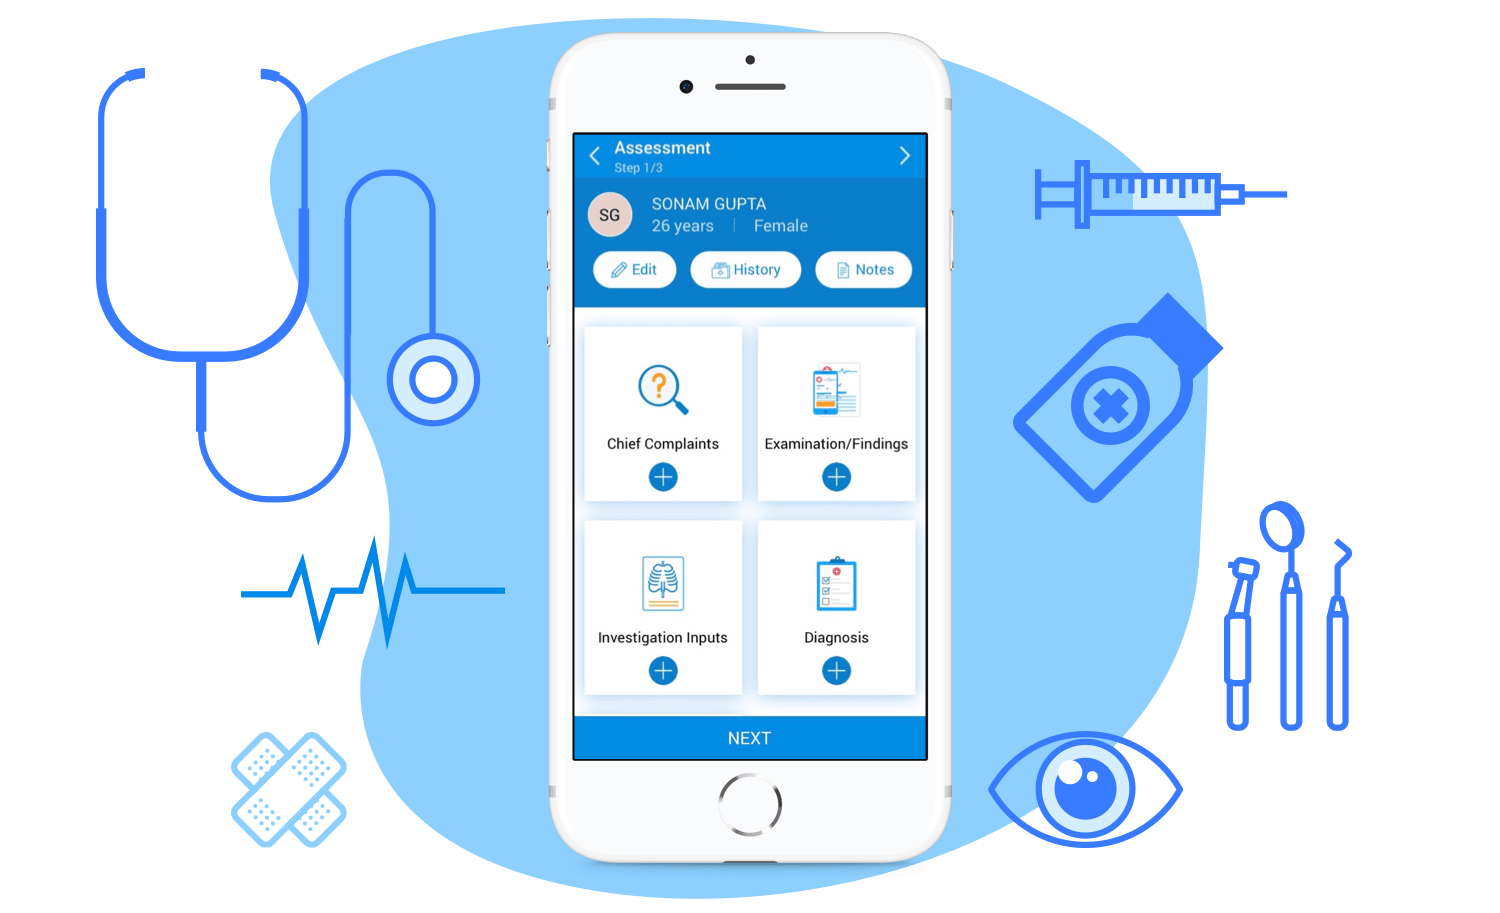 Assessment
Step 1/3
SG
SONAM GUPTA
26 years | Female
Edit
History
Notes
?
Chief Complaints
Examination/Findings
Investigation Inputs
Diagnosis
NEXT